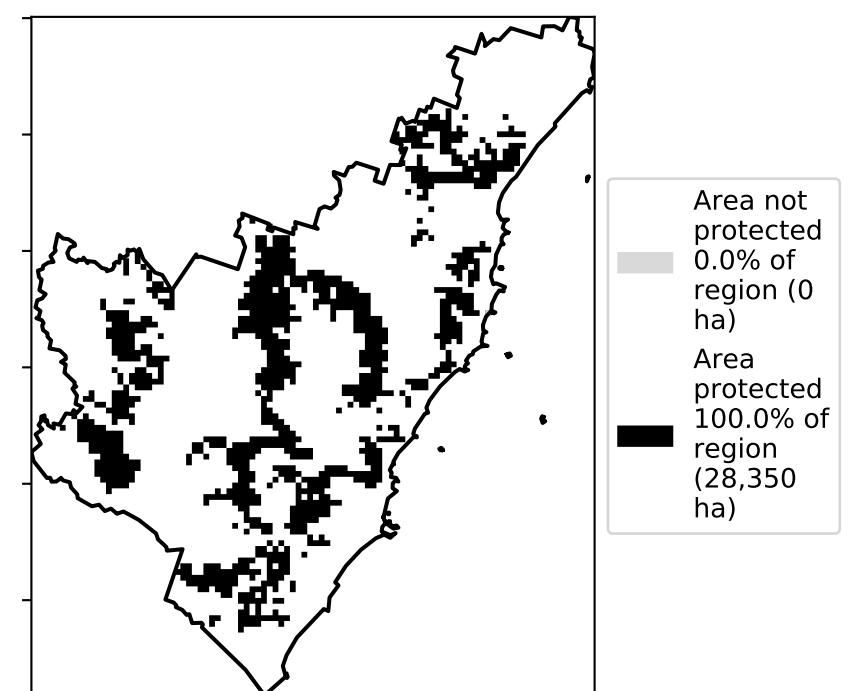 Area not
protected
0.0% of
region (0
ha)
Area
protected
100.0% of
region
(28,350
ha)